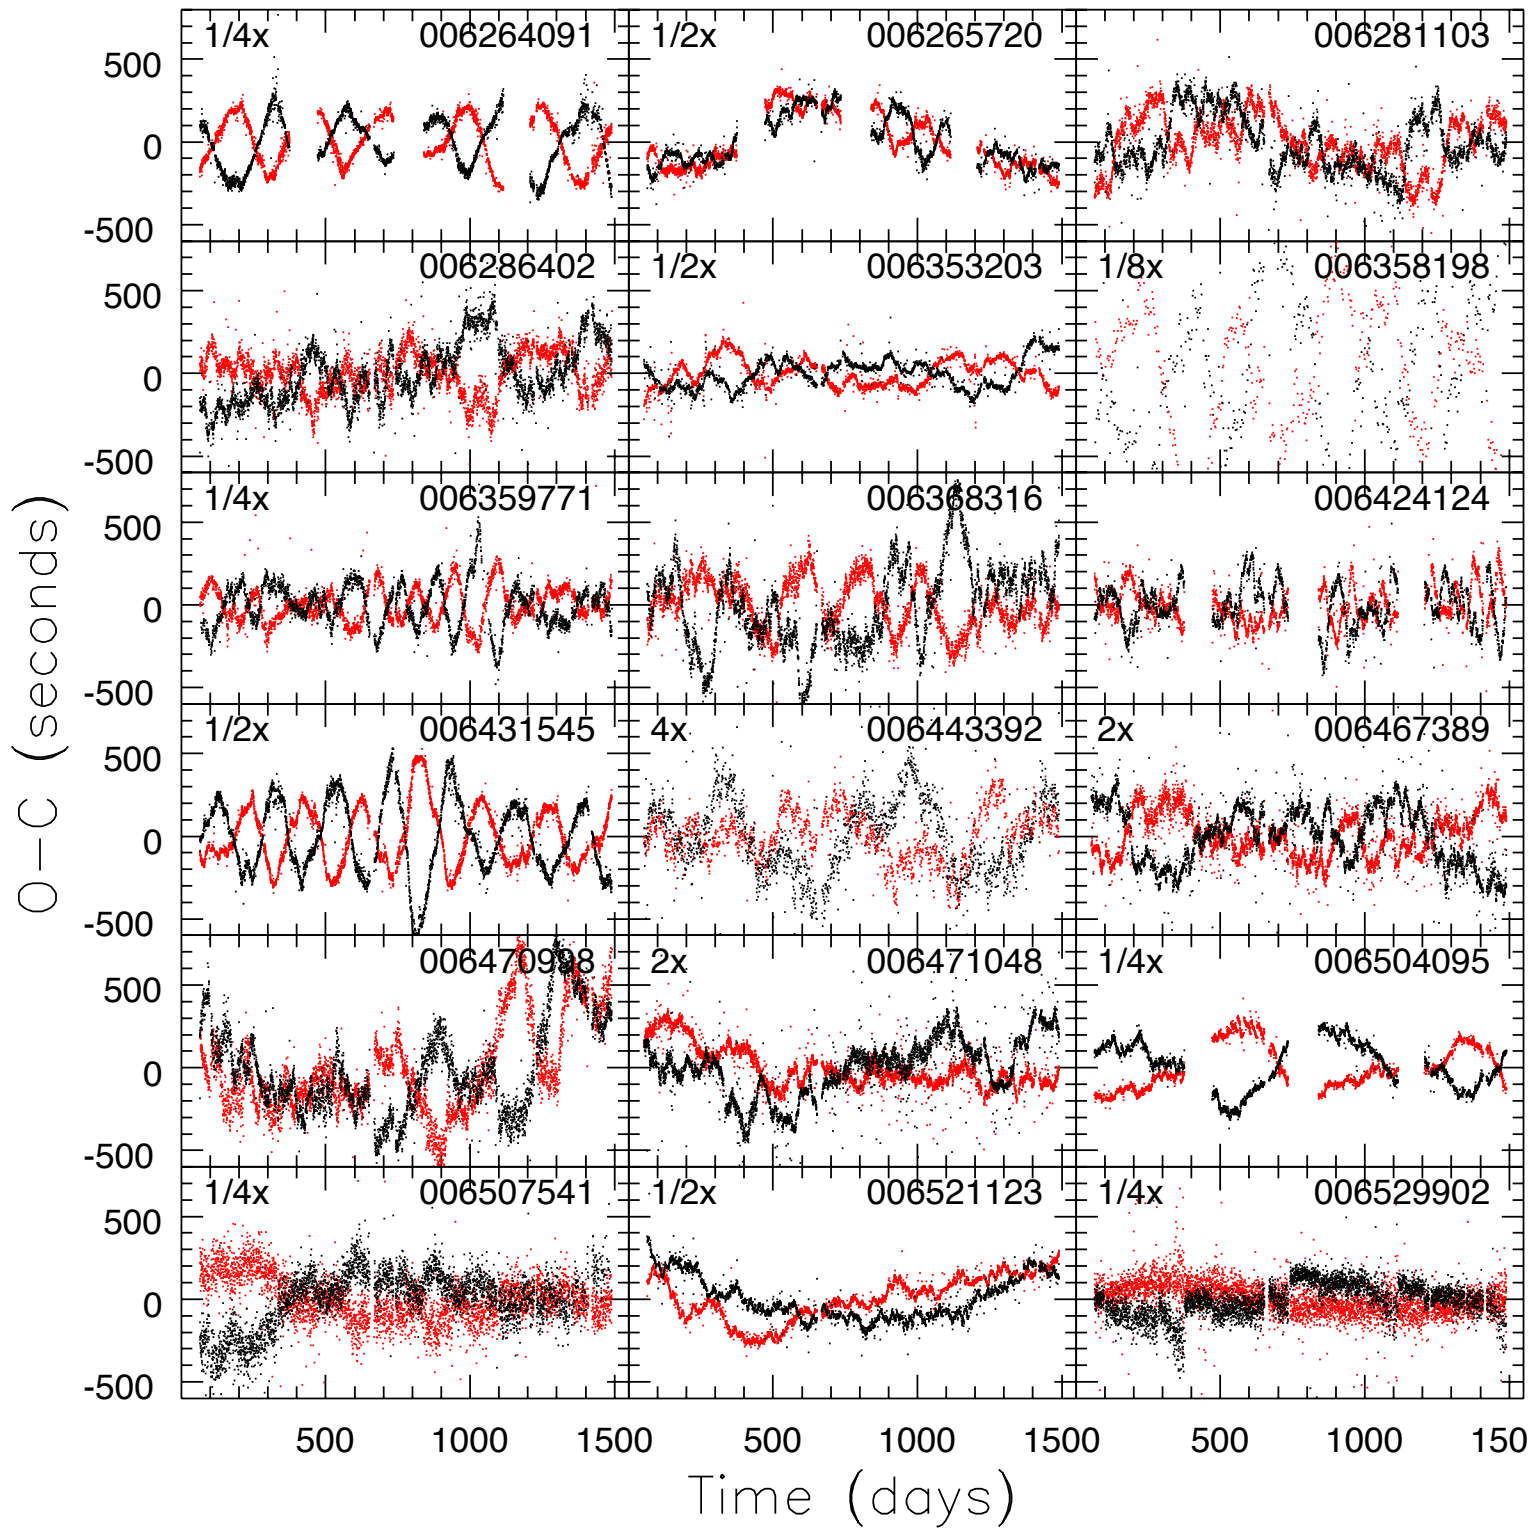 1/4x 006264091 1/2x 006265720 006281103
500
0
-500
006286402 1/2x 006353203 1/8x 006358198
500
0
-500
1/4x 006359771 006368316 006424124
500
0
-500
1/2x 006431545 4x 006443392 2x 006467389
500
0
-500
006470998 2x 006471048 1/4x 006504095
500
0
-500
1/4x 006507541 1/2x 006521123 1/4x 006529902
500
0
-500
500 1000 1500 500 1000 1500 500 1000 150
O-C (seconds)
Time (days)